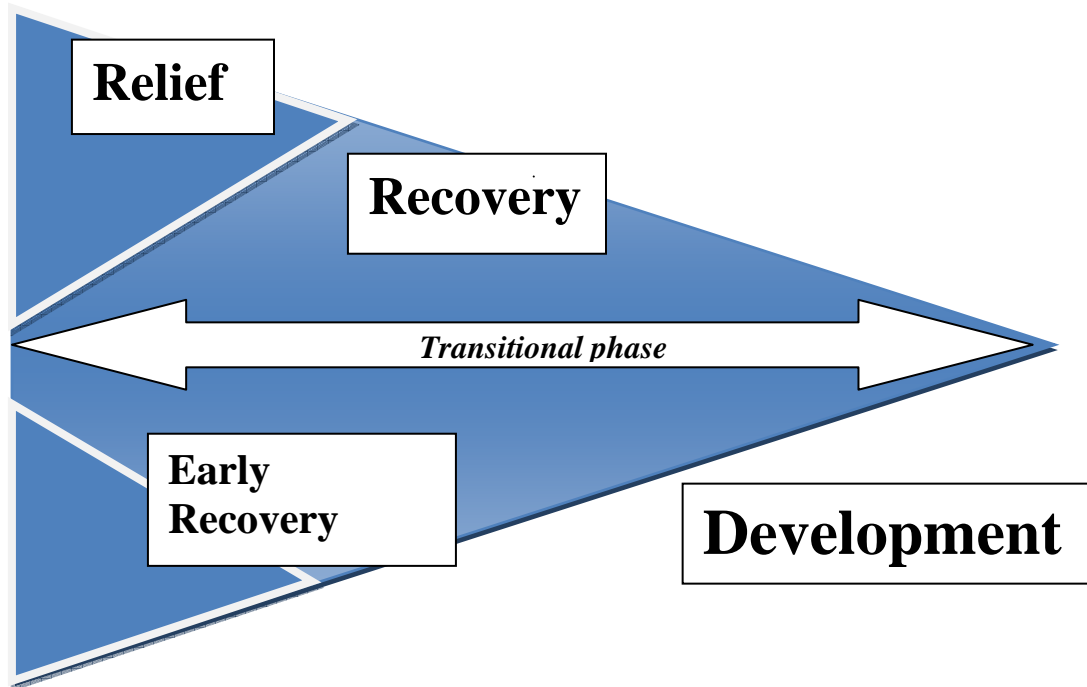 Relief
Recovery
Transitional phase
Early
Recovery
Development